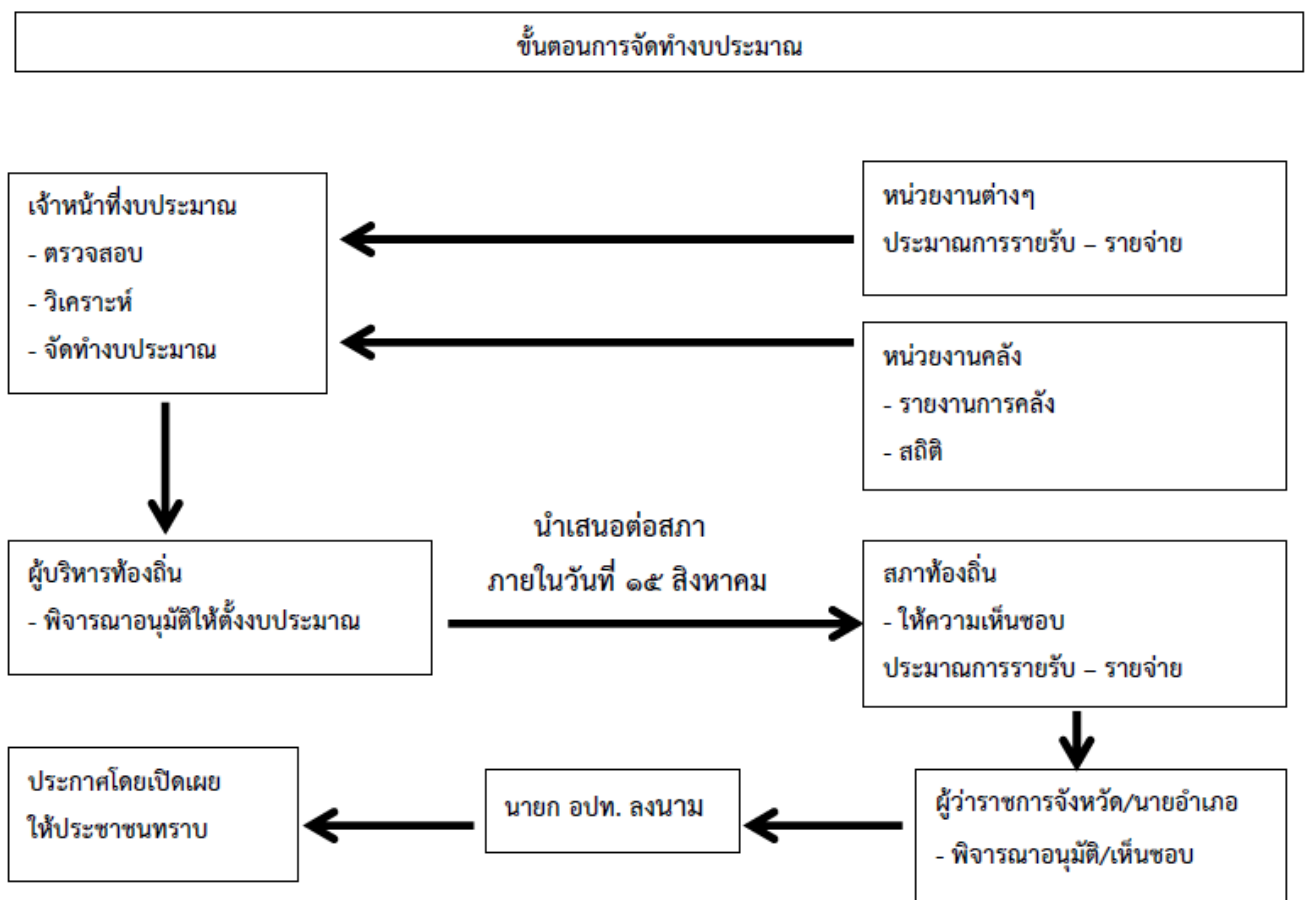 ขั้นตอนการจัดทำงบประมาณ
เจ้าหน้าที่งบประมาณ
- ตรวจสอบ
- วิเคราะห์
- จัดทำงบประมาณ
หน่วยงานต่างๆ
ประมาณการรายรับ – รายจ่าย
หน่วยงานคลัง
- รายงานการคลัง
- สถิติ
ผู้บริหารท้องถิ่น
- พิจารณาอนุมัติให้ตั้งงบประมาณ
นำเสนอต่อสภา
ภายในวันที่ ๑๕ สิงหาคม
สภาท้องถิ่น
- ให้ความเห็นชอบ
ประมาณการรายรับ – รายจ่าย
ผู้ว่าราชการจังหวัด/นายอำเภอ
- พิจารณาอนุมัติ/เห็นชอบ
นายก อปท. ลงนาม
ประกาศโดยเปิดเผย
ให้ประชาชนทราบ